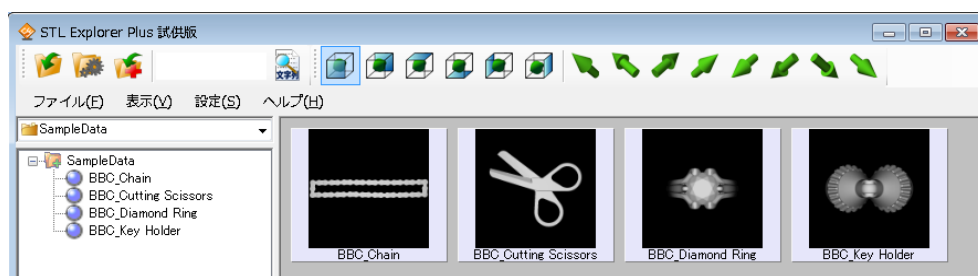 STL Explorer Plus 試供版
文字列
ファイル(F) 表示(V) 設定(S) ヘルプ(H)
SampleData
SampleData
BBC_Chain
BBC_Cutting Scissors
BBC_Diamond Ring
BBC_Key Holder
BBC_Chain BBC_Cutting Scissors BBC_Diamond Ring BBC_Key Holder